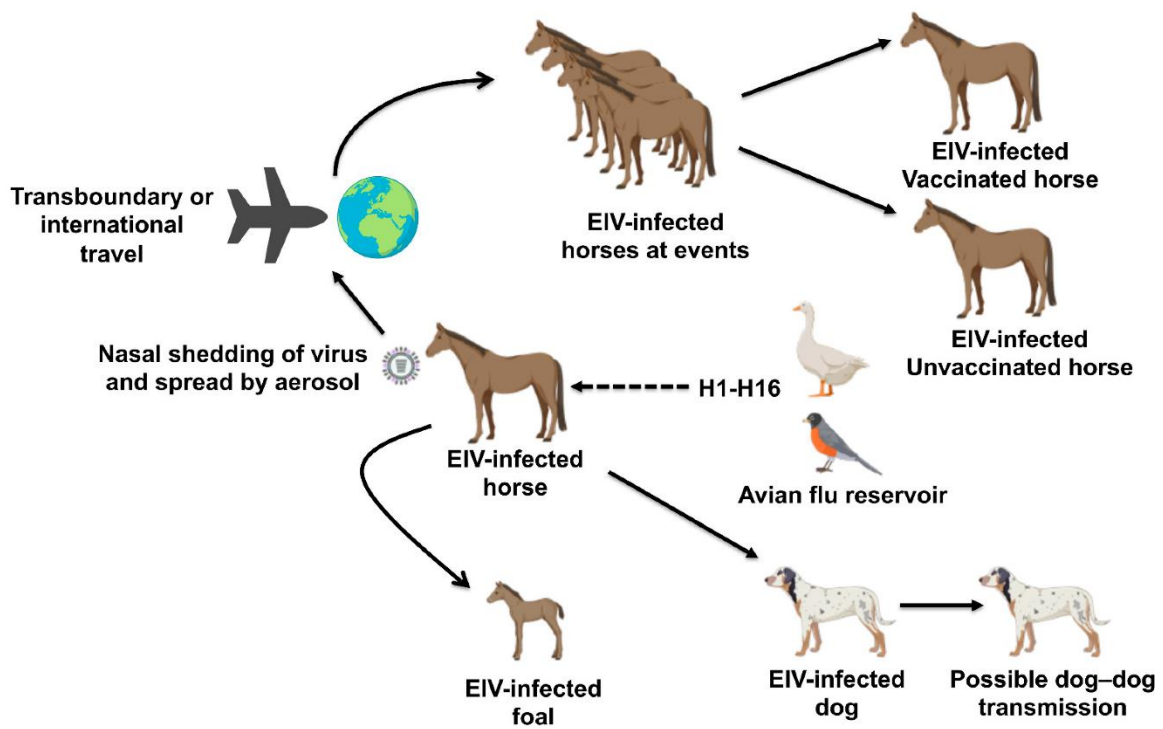 EIV-infected
Vaccinated horse
Transboundary or
international
travel
EIV-infected
horses at events
EIV-infected
Unvaccinated horse
Nasal shedding of virus
and spread by aerosol
H1-H16
EIV-infected
horse
Avian flu reservoir
EIV-infected
foal
EIV-infected
dog
Possible dog–dog
transmission